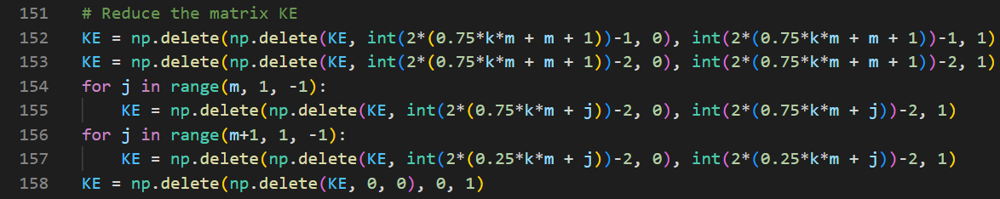 151 # Reduce the matrix KE
152 KE = np.delete(np.delete(KE, int(2*(0.75*k*m + m + 1))-1, 0), int(2*(0.75*k*m + m + 1))-1, 1)
153 KE = np.delete(np.delete(KE, int(2*(0.75*k*m + m + 1))-2, 0), int(2*(0.75*k*m + m + 1))-2, 1)
154 for j in range(m, 1, -1):
155     KE = np.delete(np.delete(KE, int(2*(0.75*k*m + j))-2, 0), int(2*(0.75*k*m + j))-2, 1)
156 for j in range(m+1, 1, -1):
157     KE = np.delete(np.delete(KE, int(2*(0.25*k*m + j))-2, 0), int(2*(0.25*k*m + j))-2, 1)
158 KE = np.delete(np.delete(KE, 0, 0), 0, 1)